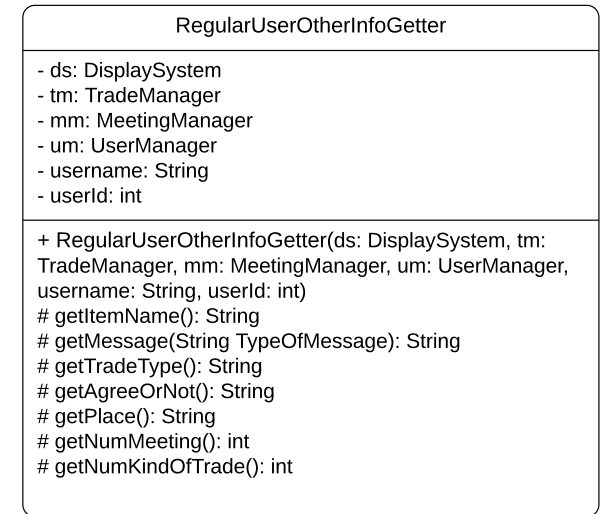 RegularUserOtherInfoGetter
- ds: DisplaySystem
- tm: TradeManager
- mm: MeetingManager
- um: UserManager
- username: String
- userId: int
+ RegularUserOtherInfoGetter(ds: DisplaySystem, tm:
TradeManager, mm: MeetingManager, um: UserManager,
username: String, userId: int)
# getItemName(): String
# getMessage(String TypeOfMessage): String
# getTradeType(): String
# getAgreeOrNot(): String
# getPlace(): String
# getNumMeeting(): int
# getNumKindOfTrade(): int